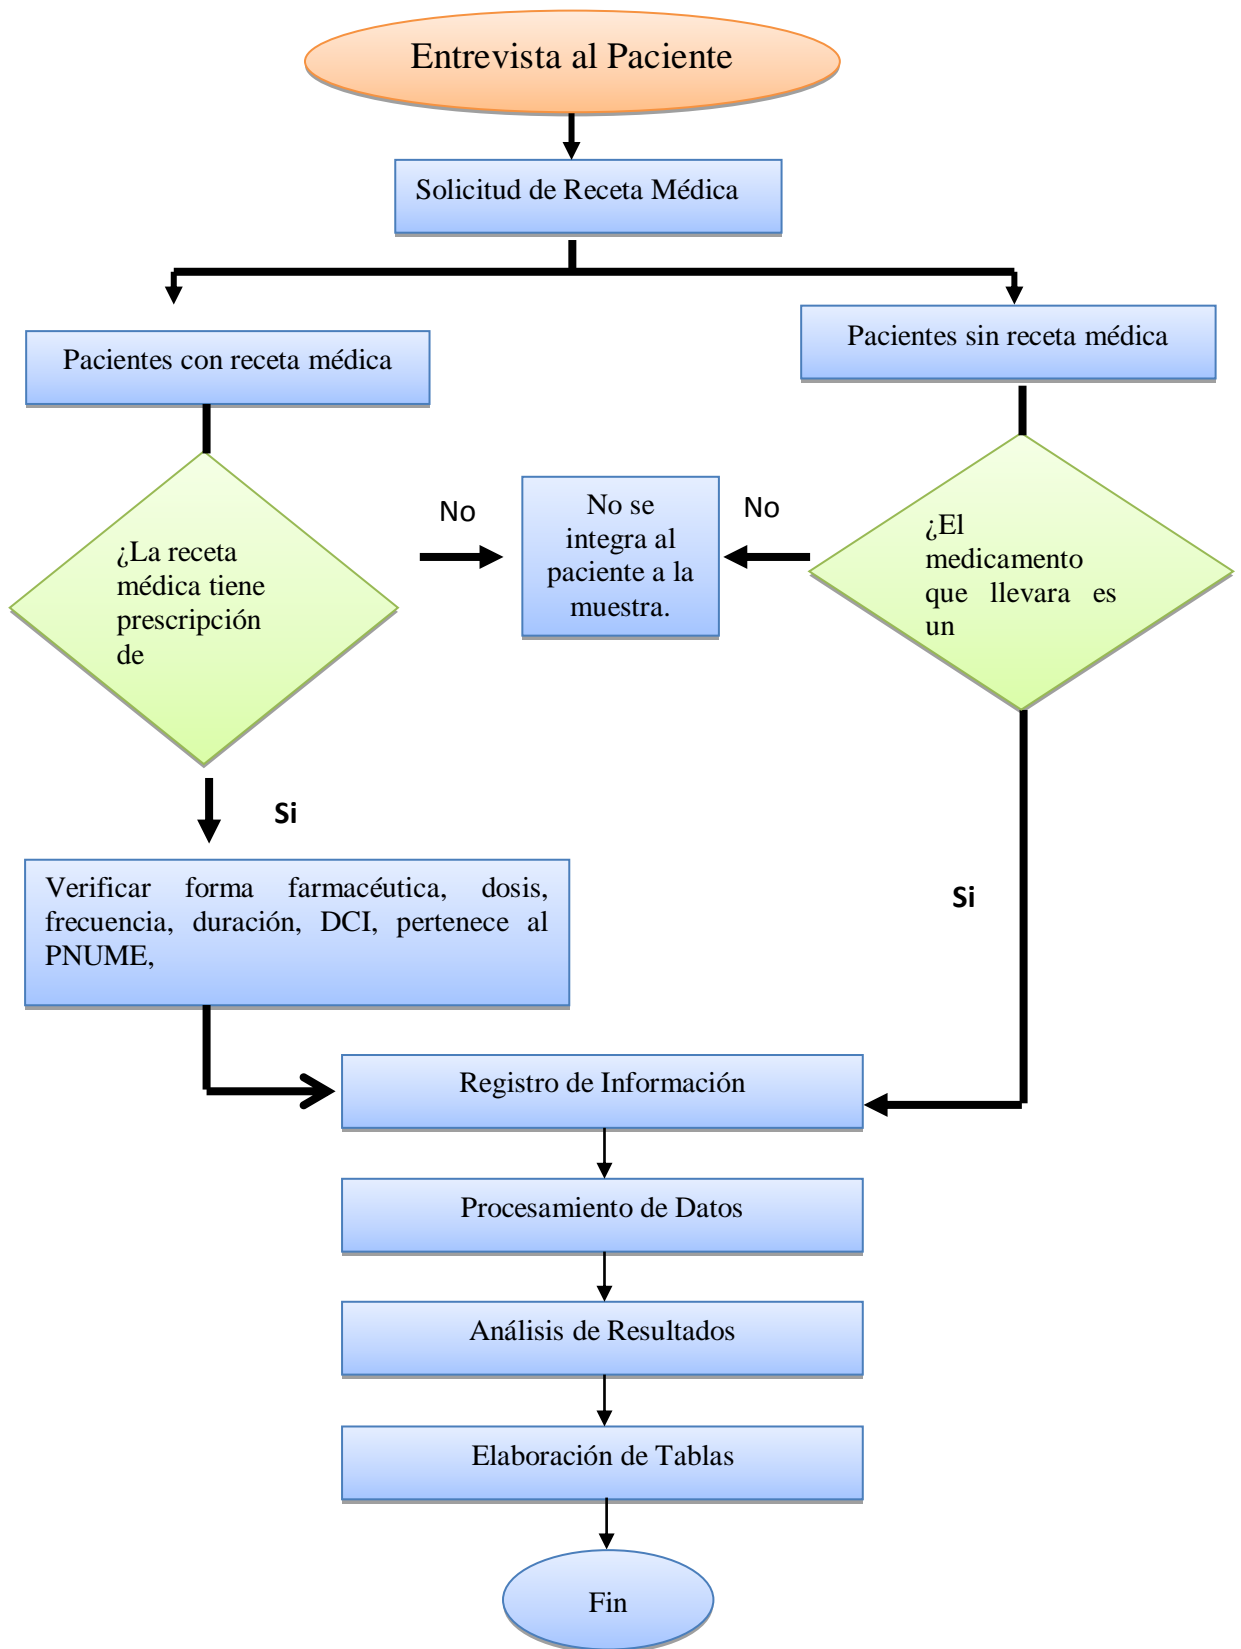 Entrevista al Paciente
Solicitud de Receta Médica
Pacientes con receta médica
Pacientes sin receta médica
¿La receta
médica tiene
prescripción
de
No
No se
integra al
paciente a la
muestra.
No
¿El
medicamento
que llevara es
un
Si
Verificar forma farmacéutica, dosis,
frecuencia, duración, DCI, pertenece al
PNUME,
Si
Registro de Información
Procesamiento de Datos
Análisis de Resultados
Elaboración de Tablas
Fin